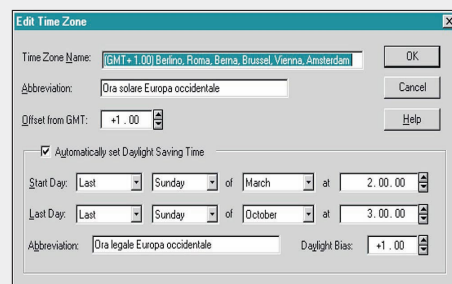 Edit Time Zone
Time Zone Name: (GMT+ 1.00) Berlino, Roma, Berna, Brussel, Vienna, Amsterdam OK
Abbreviation: Ora solare Europa occidentale Cancel
Offset from GMT: +1 . 00 Help
Automatically set Daylight Saving Time
Start Day: Last Sunday of March at 2. 00. 00
Last Day: Last Sunday of October at 3. 00. 00
Abbreviation: Ora legale Europa occidentale Daylight Bias: +1 . 00